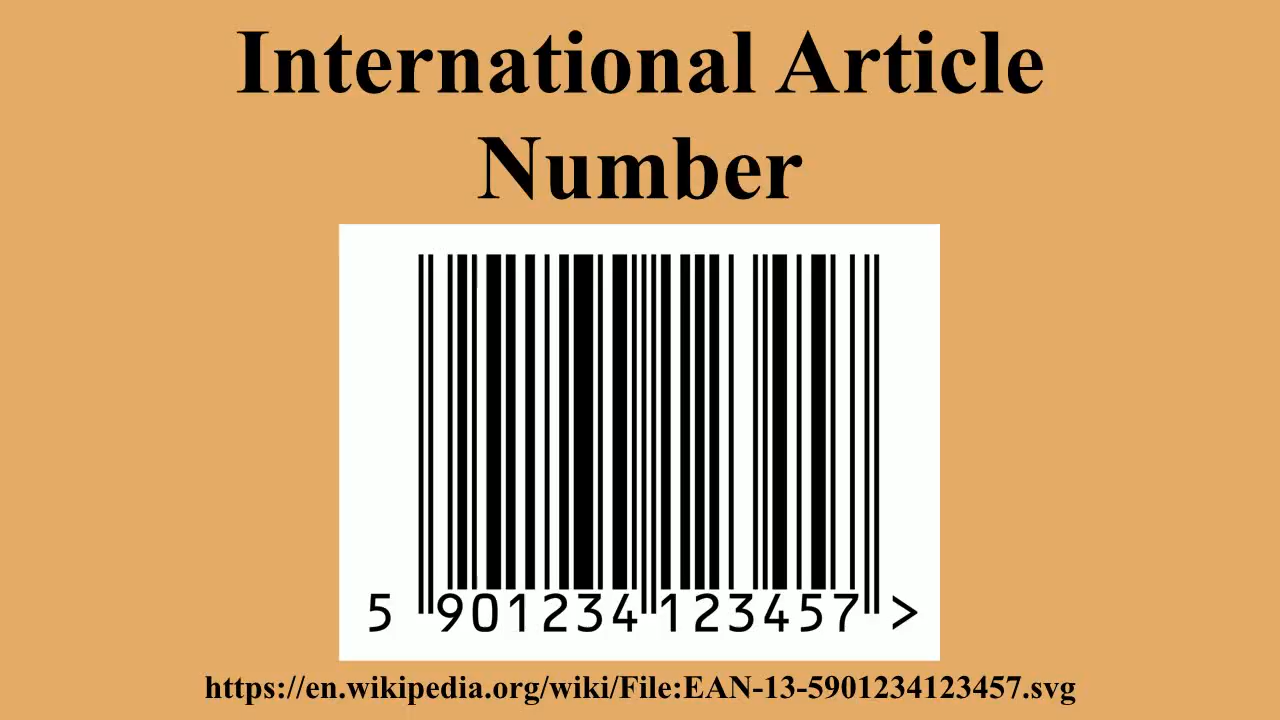 International Article
Number
5 901234 123457 >
https://en.wikipedia.org/wiki/File:EAN-13-5901234123457.svg